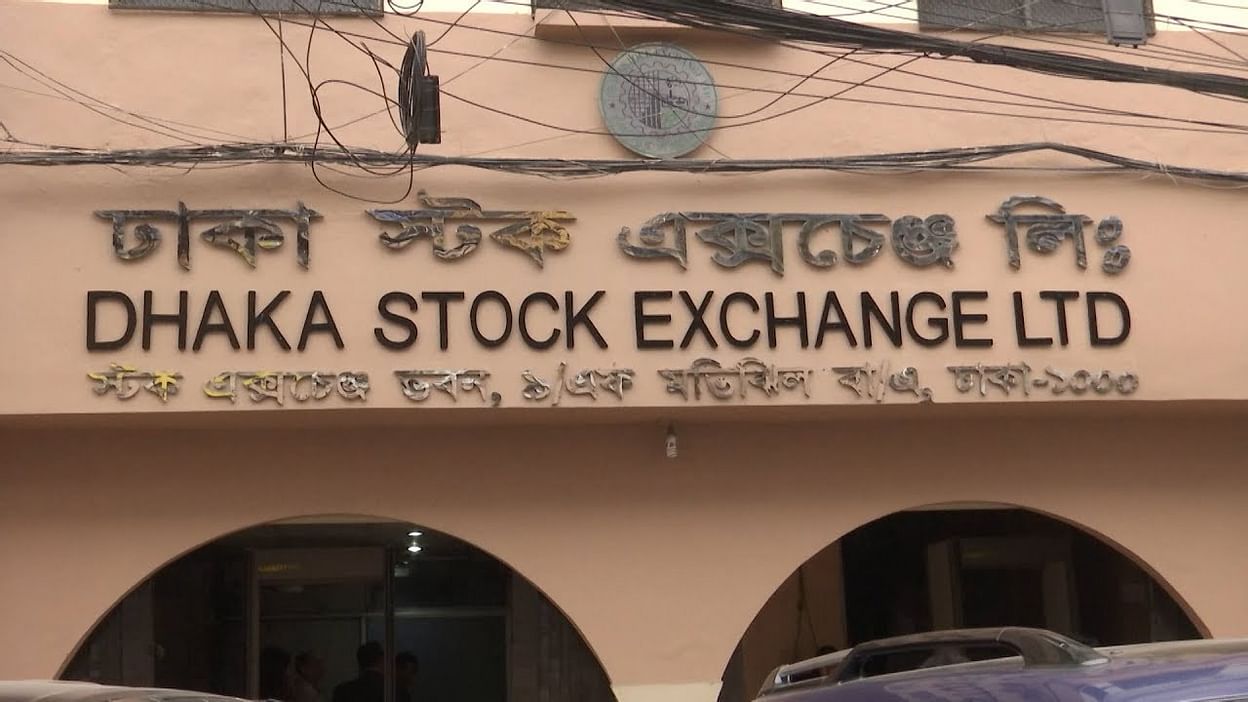 ঢাকা স্টক এক্সচেঞ্জ লিঃ
DHAKA STOCK EXCHANGE LTD
স্টক এক্সচেঞ্জ ভবন, ৯/এফ মতিঝিল বা/এ, ঢাকা-১০০০